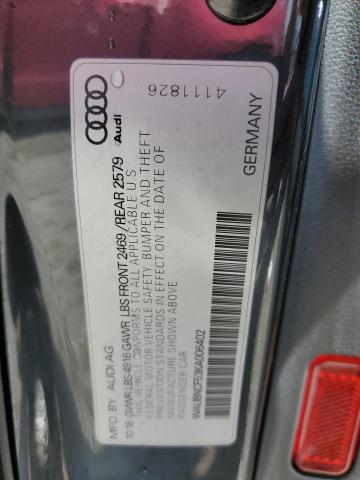 Audi
4111826
MFD. BY AUDI AG
10 18 GVWR LBS 4916 GAWR LBS FRONT 2469 /REAR 2579
THIS VEHICLE CONFORMS TO ALL APPLICABLE U S
FEDERAL MOTOR VEHICLE SAFETY, BUMPER AND THEFT
PREVENTION STANDARDS IN EFFECT ON THE DATE OF
MANUFACTURE SHOWN ABOVE
PASSENGER CAR
WAUBNCF53KA006402
GERMANY